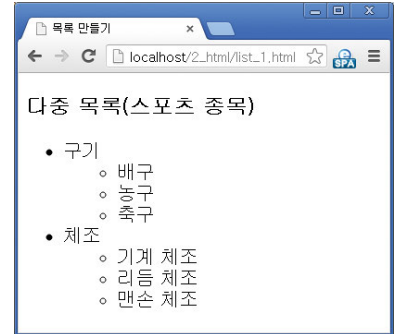 목록 만들기
localhost/2_html/list_1.html
SPA
다중 목록(스포츠 종목)
구기
배구
농구
축구
체조
기계 체조
리듬 체조
맨손 체조